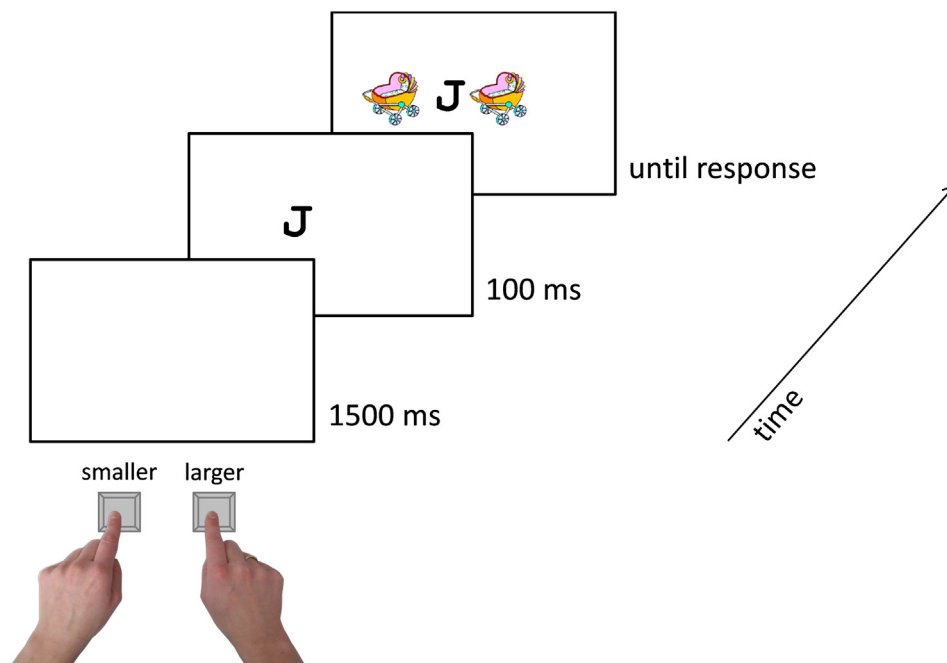 J
until response
J
100 ms
1500 ms
time
smaller larger